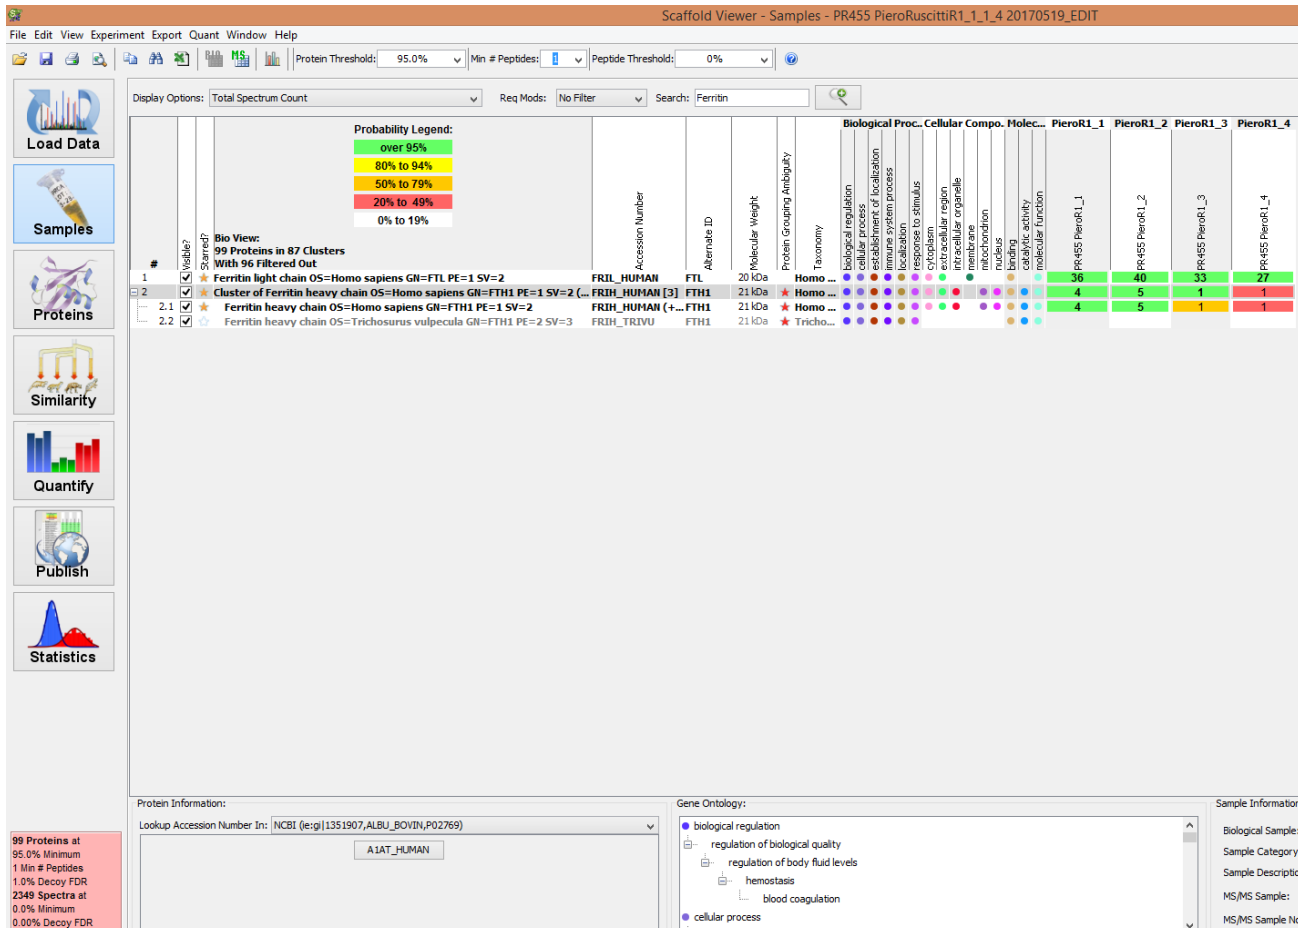 Scaffold Viewer - Samples - PR455 PieroRuscittiR1_1_1_4 20170519_EDIT
File Edit View Experiment Export Quant Window Help
Protein Threshold: 95.0% Min # Peptides: 1 Peptide Threshold: 0%
Load Data
Samples
Proteins
Similarity
Quantify
Publish
Statistics
Display Options: Total Spectrum Count Req Mods: No Filter Search: Ferritin
Probability Legend:
over 95%
80% to 94%
50% to 79%
20% to 49%
0% to 19%
Bio View:
99 Proteins in 87 Clusters
With 96 Filtered Out
#
Visible?
Starred?
Accession Number
Alternate ID
Molecular Weight
Protein Grouping Ambiguity
Taxonomy
Biological Proc.. Cellular Compo. Molec... PieroR1_1 PieroR1_2 PieroR1_3 PieroR1_4
biological regulation
cellular process
establishment of localization
immune system process
localization
response to stimulus
cytoplasm
extracellular region
intracellular organelle
membrane
mitochondrion
nucleus
binding
catalytic activity
molecular function
PR455 PieroR1_1
PR455 PieroR1_2
PR455 PieroR1_3
PR455 PieroR1_4
1 Ferritin light chain OS=Homo sapiens GN=FTL PE=1 SV=2 FRIL_HUMAN FTL 20 kDa Homo ... 36 40 33 27
2 Cluster of Ferritin heavy chain OS=Homo sapiens GN=FTH1 PE=1 SV=2 (... FRIH_HUMAN [3] FTH1 21 kDa Homo ... 4 5 1 1
2.1 Ferritin heavy chain OS=Homo sapiens GN=FTH1 PE=1 SV=2 FRIH_HUMAN (+... FTH1 21 kDa Homo ... 4 5 1 1
2.2 Ferritin heavy chain OS=Trichosurus vulpecula GN=FTH1 PE=2 SV=3 FRIH_TRIVU FTH1 21 kDa Tricho...
Protein Information:
Lookup Accession Number In: NCBI (ie:gi|1351907,ALBU_BOVIN,P02769)
A1AT_HUMAN
Gene Ontology:
biological regulation
regulation of biological quality
regulation of body fluid levels
hemostasis
blood coagulation
cellular process
Sample Information
Biological Sample:
Sample Category
Sample Descriptio
MS/MS Sample:
MS/MS Sample No
99 Proteins at
95.0% Minimum
1 Min # Peptides
1.0% Decoy FDR
2349 Spectra at
0.0% Minimum
0.00% Decoy FDR